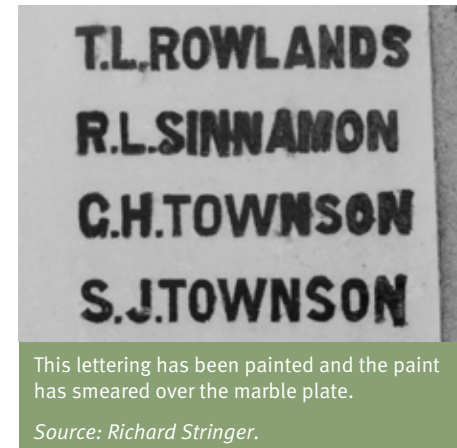 T.L.ROWLANDS
R.L.SINNAMON
G.H.TOWNSON
S.J.TOWNSON
This lettering has been painted and the paint
has smeared over the marble plate.
Source: Richard Stringer.